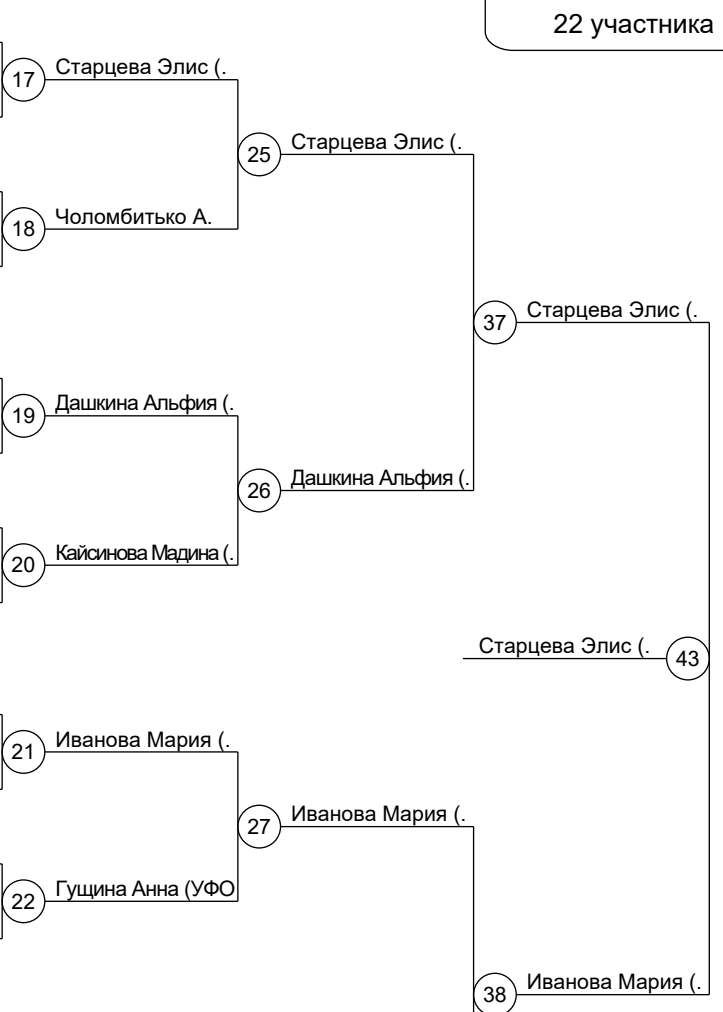 22 участника
17 Старцева Элис (.
25 Старцева Элис (.
18 Чоломбитько А.
37 Старцева Элис (.
19 Дашкина Альфия (.
26 Дашкина Альфия (.
20 Кайсинова Мадина (.
Старцева Элис (. 43
21 Иванова Мария (.
27 Иванова Мария (.
22 Гущина Анна (УФО
38 Иванова Мария (.